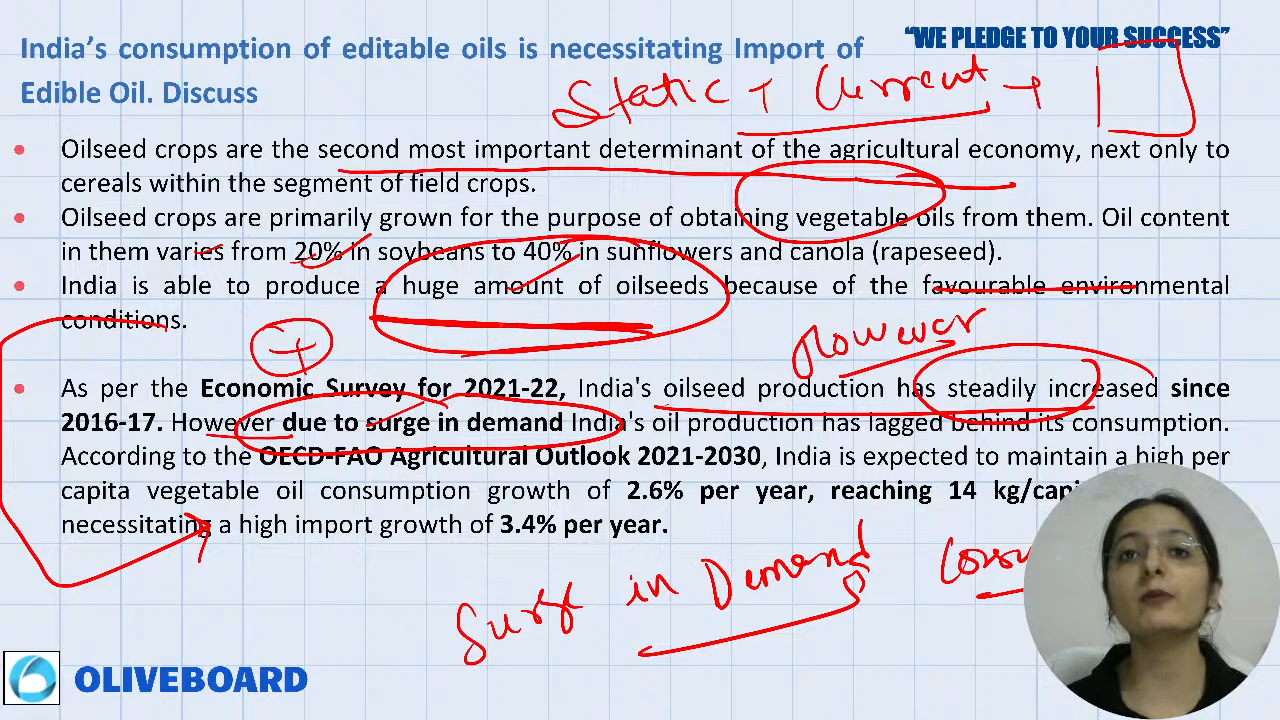 India's consumption of editable oils is necessitating Import of
Edible Oil. Discuss
"WE PLEDGE TO YOUR SUCCESS"
Static + Current +
Oilseed crops are the second most important determinant of the agricultural economy, next only to
cereals within the segment of field crops.
Oilseed crops are primarily grown for the purpose of obtaining vegetable oils from them. Oil content
in them varies from 20% in soybeans to 40% in sunflowers and canola (rapeseed).
India is able to produce a huge amount of oilseeds because of the favourable environmental
conditions.
+
However
As per the Economic Survey for 2021-22, India's oilseed production has steadily increased since
2016-17. However due to surge in demand India's oil production has lagged behind its consumption.
According to the OECD-FAO Agricultural Outlook 2021-2030, India is expected to maintain a high per
capita vegetable oil consumption growth of 2.6% per year, reaching 14 kg/capi
necessitating a high import growth of 3.4% per year.
Surge in Demand
OLIVEBOARD